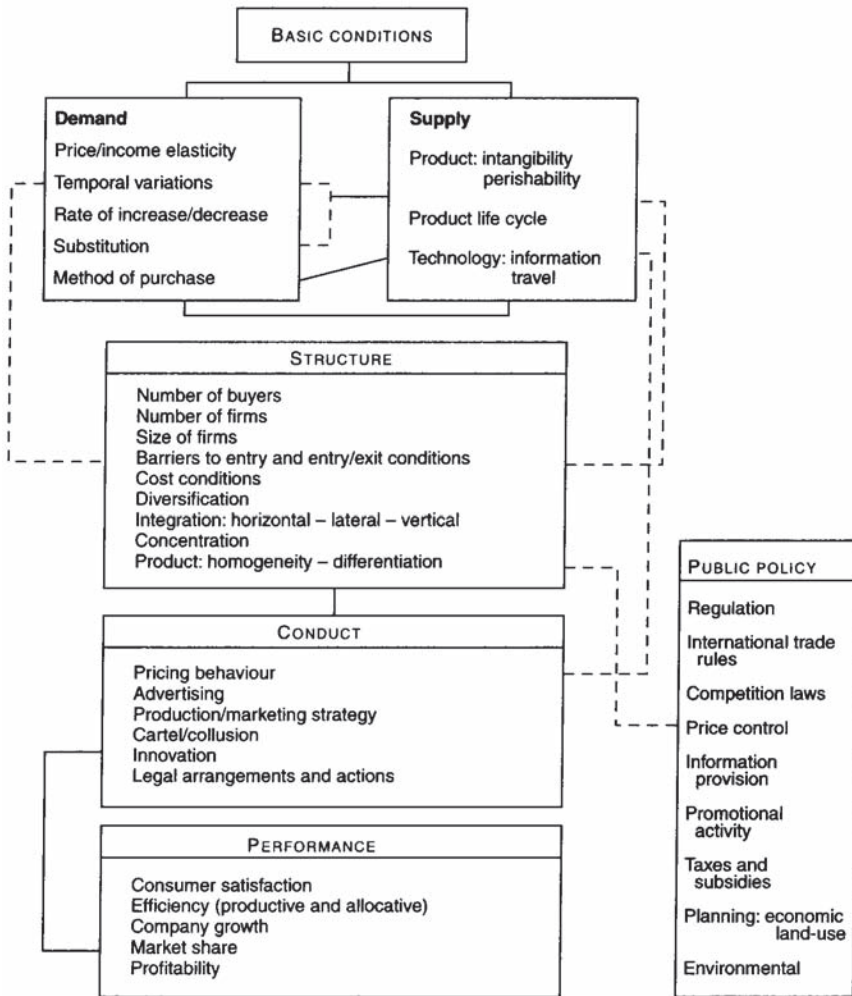 BASIC CONDITIONS
Demand
Price/income elasticity
Temporal variations
Rate of increase/decrease
Substitution
Method of purchase
Supply
Product: intangibility
perishability
Product life cycle
Technology: information
travel
STRUCTURE
Number of buyers
Number of firms
Size of firms
Barriers to entry and entry/exit conditions
Cost conditions
Diversification
Integration: horizontal – lateral – vertical
Concentration
Product: homogeneity – differentiation
CONDUCT
Pricing behaviour
Advertising
Production/marketing strategy
Cartel/collusion
Innovation
Legal arrangements and actions
PERFORMANCE
Consumer satisfaction
Efficiency (productive and allocative)
Company growth
Market share
Profitability
PUBLIC POLICY
Regulation
International trade
rules
Competition laws
Price control
Information
provision
Promotional
activity
Taxes and
subsidies
Planning: economic
land-use
Environmental